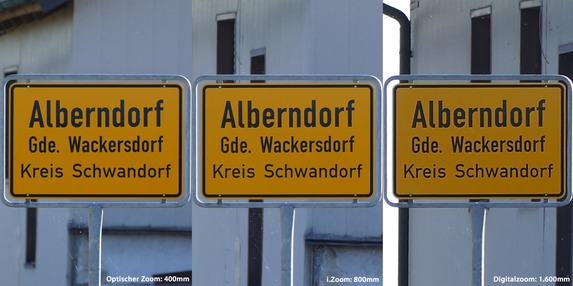 Alberndorf
Gde. Wackersdorf
Kreis Schwandorf
Optischer Zoom: 400mm
Alberndorf
Gde. Wackersdorf
Kreis Schwandorf
i.Zoom: 800mm
Alberndorf
Gde. Wackersdorf
Kreis Schwandorf
Digitalzoom: 1.600mm